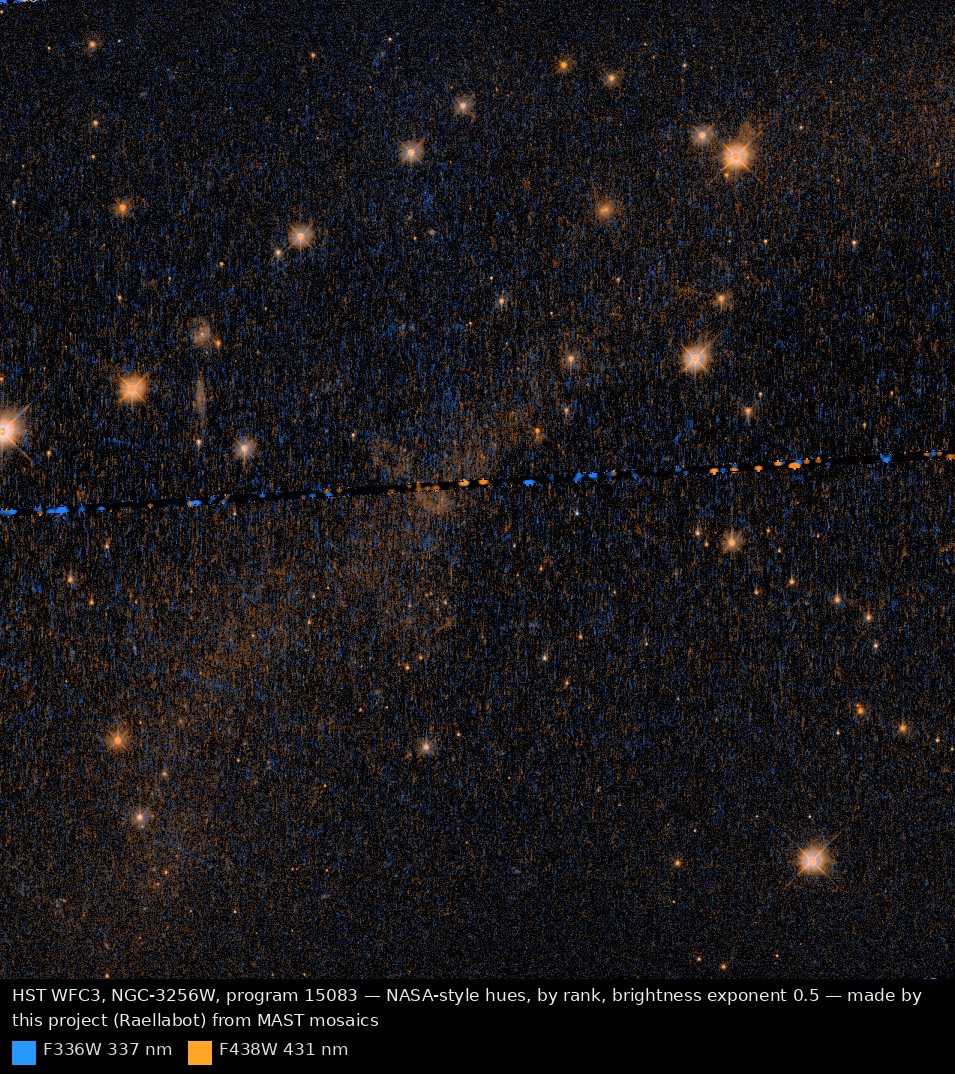 HST WFC3, NGC-3256W, program 15083 — NASA-style hues, by rank, brightness exponent 0.5 — made by
this project (Raellabot) from MAST mosaics
F336W 337 nm F438W 431 nm